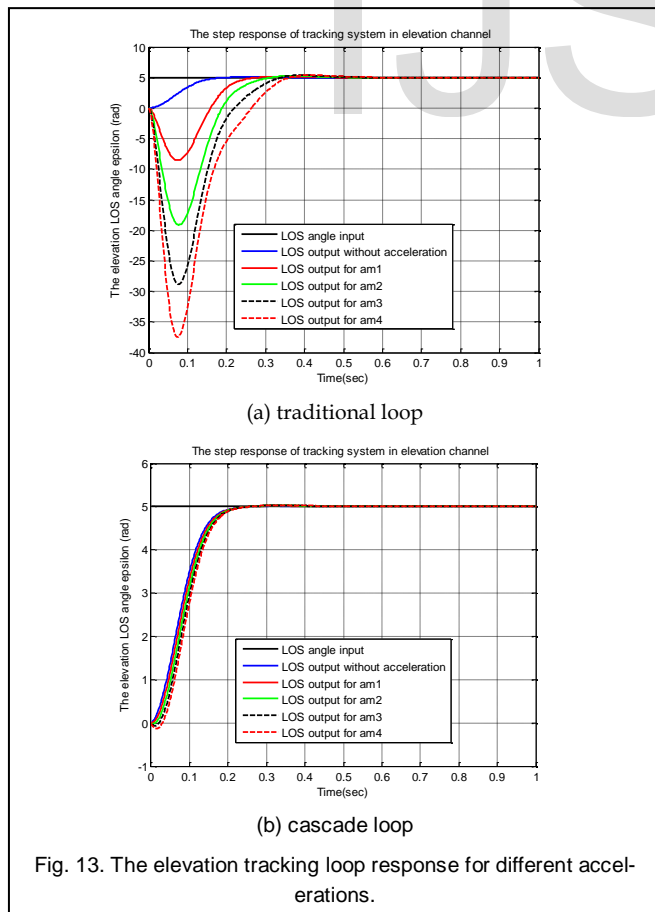 The step response of tracking system in elevation channel
10
5
0
-5
-10
-15
-20
-25
-30
-35
-40
The elevation LOS angle epsilon (rad)
LOS angle input
LOS output without acceleration
LOS output for am1
LOS output for am2
LOS output for am3
LOS output for am4
0 0.1 0.2 0.3 0.4 0.5 0.6 0.7 0.8 0.9 1
Time(sec)
(a) traditional loop
The step response of tracking system in elevation channel
6
5
4
3
2
1
0
-1
The elevation LOS angle epsilon (rad)
LOS angle input
LOS output without acceleration
LOS output for am1
LOS output for am2
LOS output for am3
LOS output for am4
0 0.1 0.2 0.3 0.4 0.5 0.6 0.7 0.8 0.9 1
Time(sec)
(b) cascade loop
Fig. 13. The elevation tracking loop response for different accel-
erations.